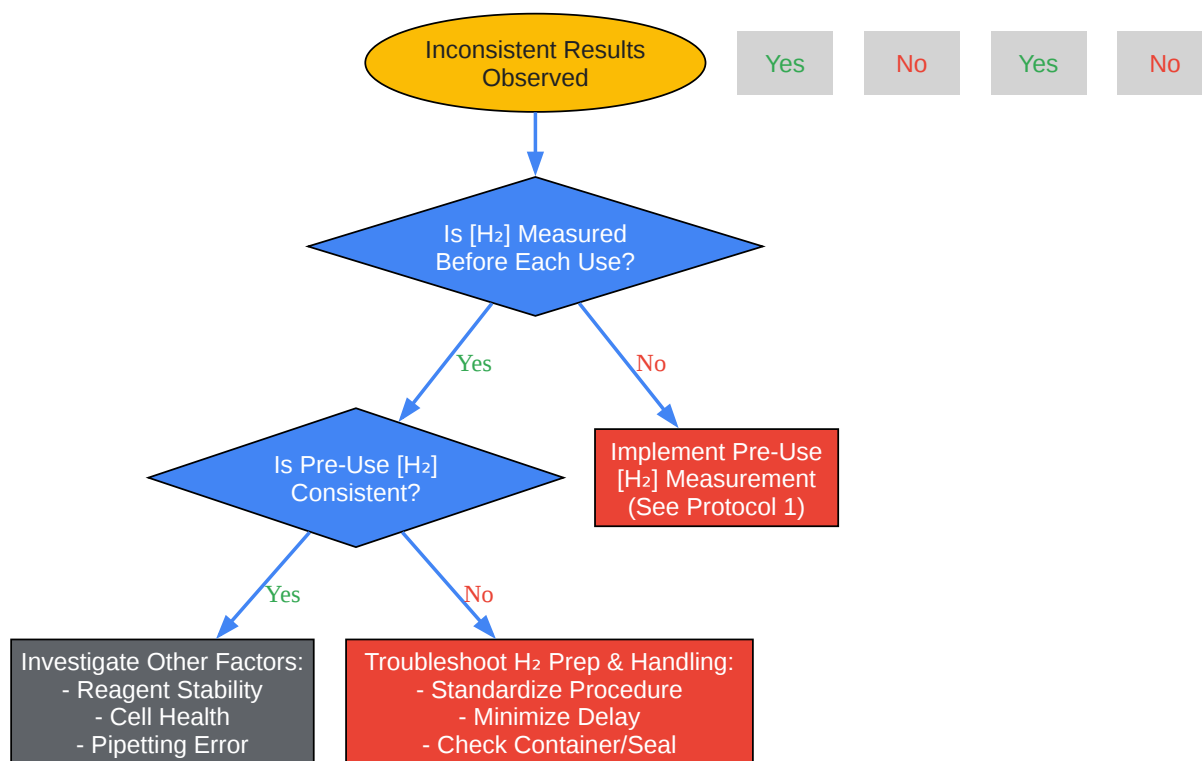 Inconsistent Results
Observed
Yes
No
Yes
No
Is [H₂] Measured
Before Each Use?
Yes
No
Is Pre-Use [H₂]
Consistent?
Implement Pre-Use
[H₂] Measurement
(See Protocol 1)
Yes
No
Investigate Other Factors:
- Reagent Stability
- Cell Health
- Pipetting Error
Troubleshoot H₂ Prep & Handling:
- Standardize Procedure
- Minimize Delay
- Check Container/Seal